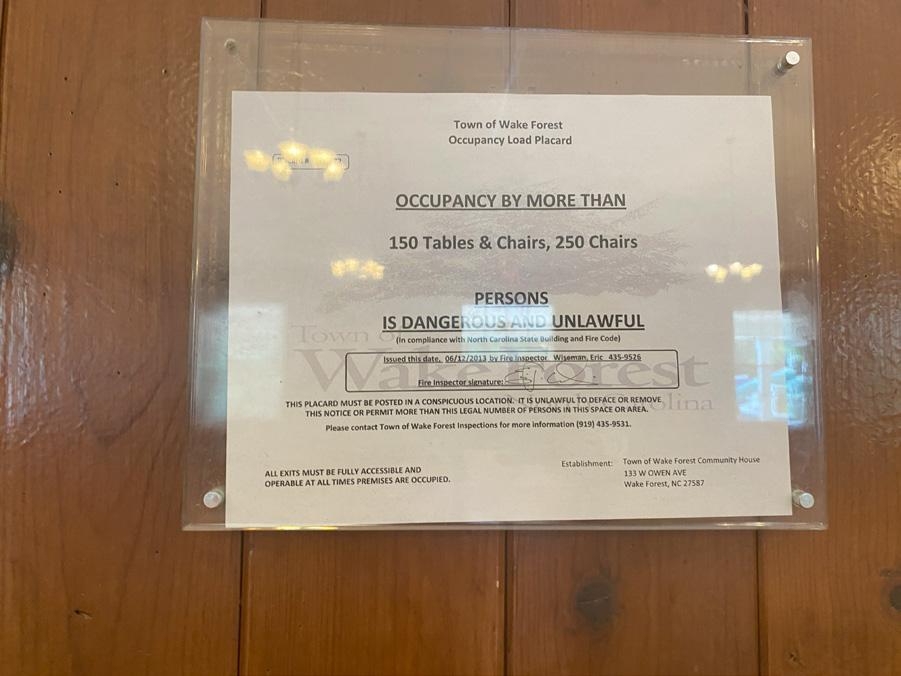 Town of Wake Forest
Occupancy Load Placard
OCCUPANCY BY MORE THAN
150 Tables & Chairs, 250 Chairs
PERSONS
IS DANGEROUS AND UNLAWFUL
(In compliance with North Carolina State Building and Fire Code)
Town of
Wake Forest
Issued this date, 06/12/2013 by Fire Inspector Wiseman, Eric 435-9526
Fire Inspector signature:
THIS PLACARD MUST BE POSTED IN A CONSPICUOUS LOCATION. IT IS UNLAWFUL TO DEFACE OR REMOVE
THIS NOTICE OR PERMIT MORE THAN THIS LEGAL NUMBER OF PERSONS IN THIS SPACE OR AREA.
Please contact Town of Wake Forest Inspections for more information (919) 435-9531.
ALL EXITS MUST BE FULLY ACCESSIBLE AND
OPERABLE AT ALL TIMES PREMISES ARE OCCUPIED.
Establishment: Town of Wake Forest Community House
133 W OWEN AVE
Wake Forest, NC 27587